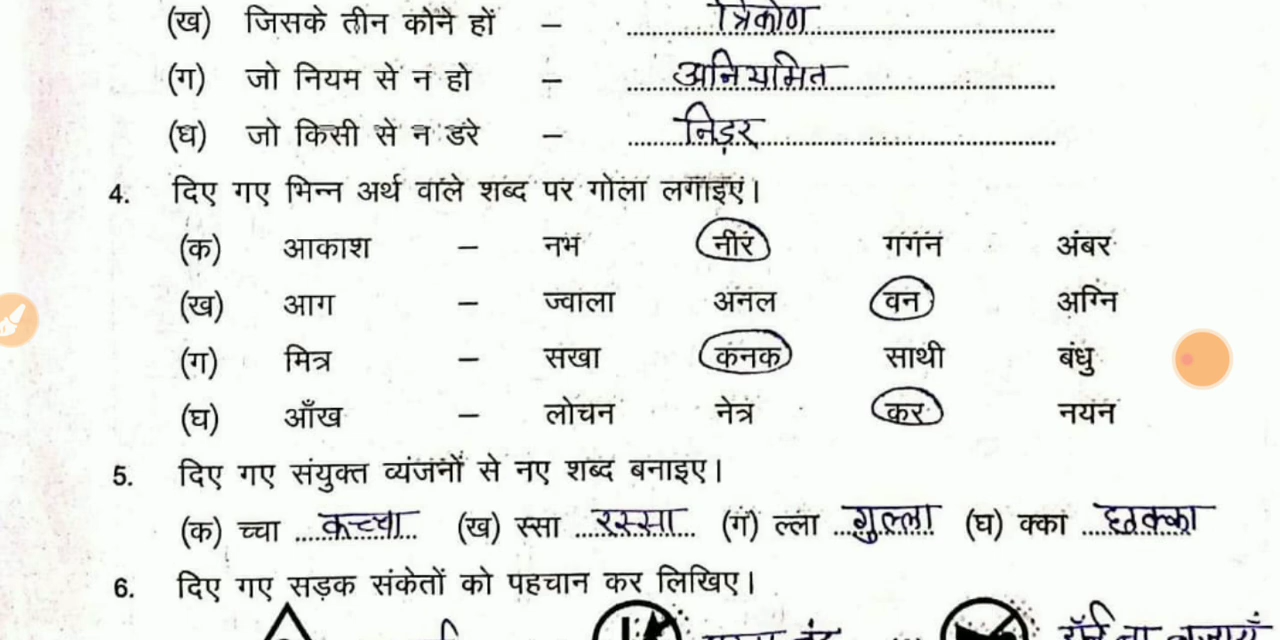 (ख) जिसके तीन कोने हों – त्रिकोण
(ग) जो नियम से न हो – अनियमित
(घ) जो किसी से न डरे – निड़र
4. दिए गए भिन्न अर्थ वाले शब्द पर गोला लगाइए।
(क) आकाश – नभ नीर गगन अंबर
(ख) आग – ज्वाला अनल वन अग्नि
(ग) मित्र – सखा कनक साथी बंधु
(घ) आँख – लोचन नेत्र कर नयन
5. दिए गए संयुक्त व्यंजनों से नए शब्द बनाइए।
(क) च्चा कच्चा (ख) स्सा रस्सा (ग) ल्ला गुल्ला (घ) क्का छक्का
6. दिए गए सड़क संकेतों को पहचान कर लिखिए।